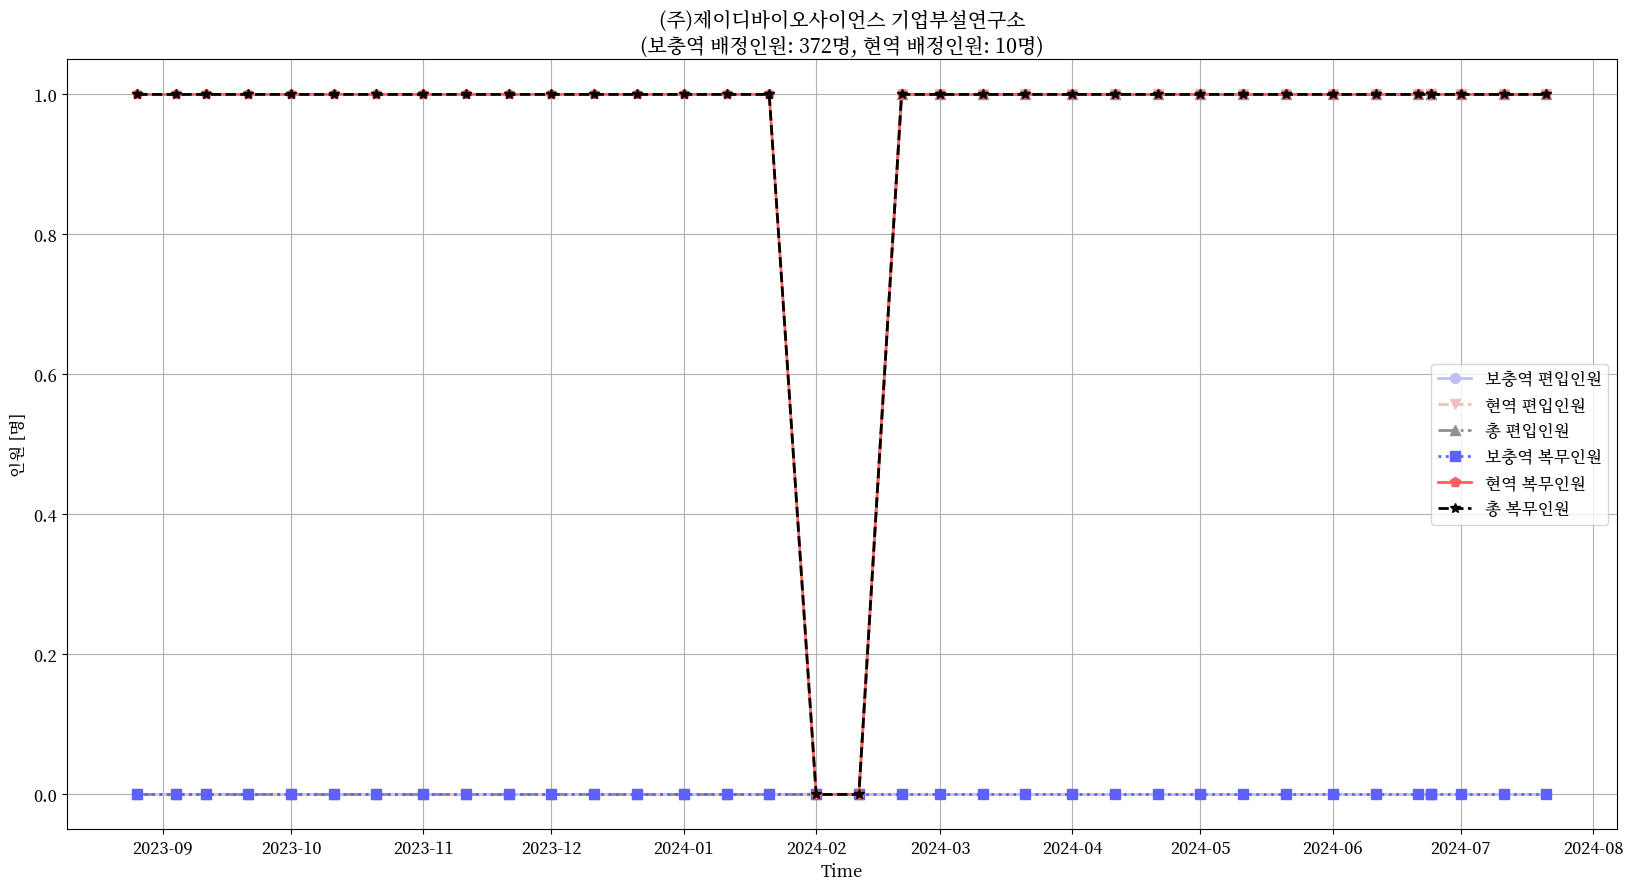 (주)제이디바이오사이언스 기업부설연구소
(보충역 배정인원: 372명, 현역 배정인원: 10명)
1.0
0.8
0.6
0.4
0.2
0.0
인원 [명]
보충역 편입인원
현역 편입인원
총 편입인원
보충역 복무인원
현역 복무인원
총 복무인원
2023-09 2023-10 2023-11 2023-12 2024-01 2024-02 2024-03 2024-04 2024-05 2024-06 2024-07 2024-08
Time